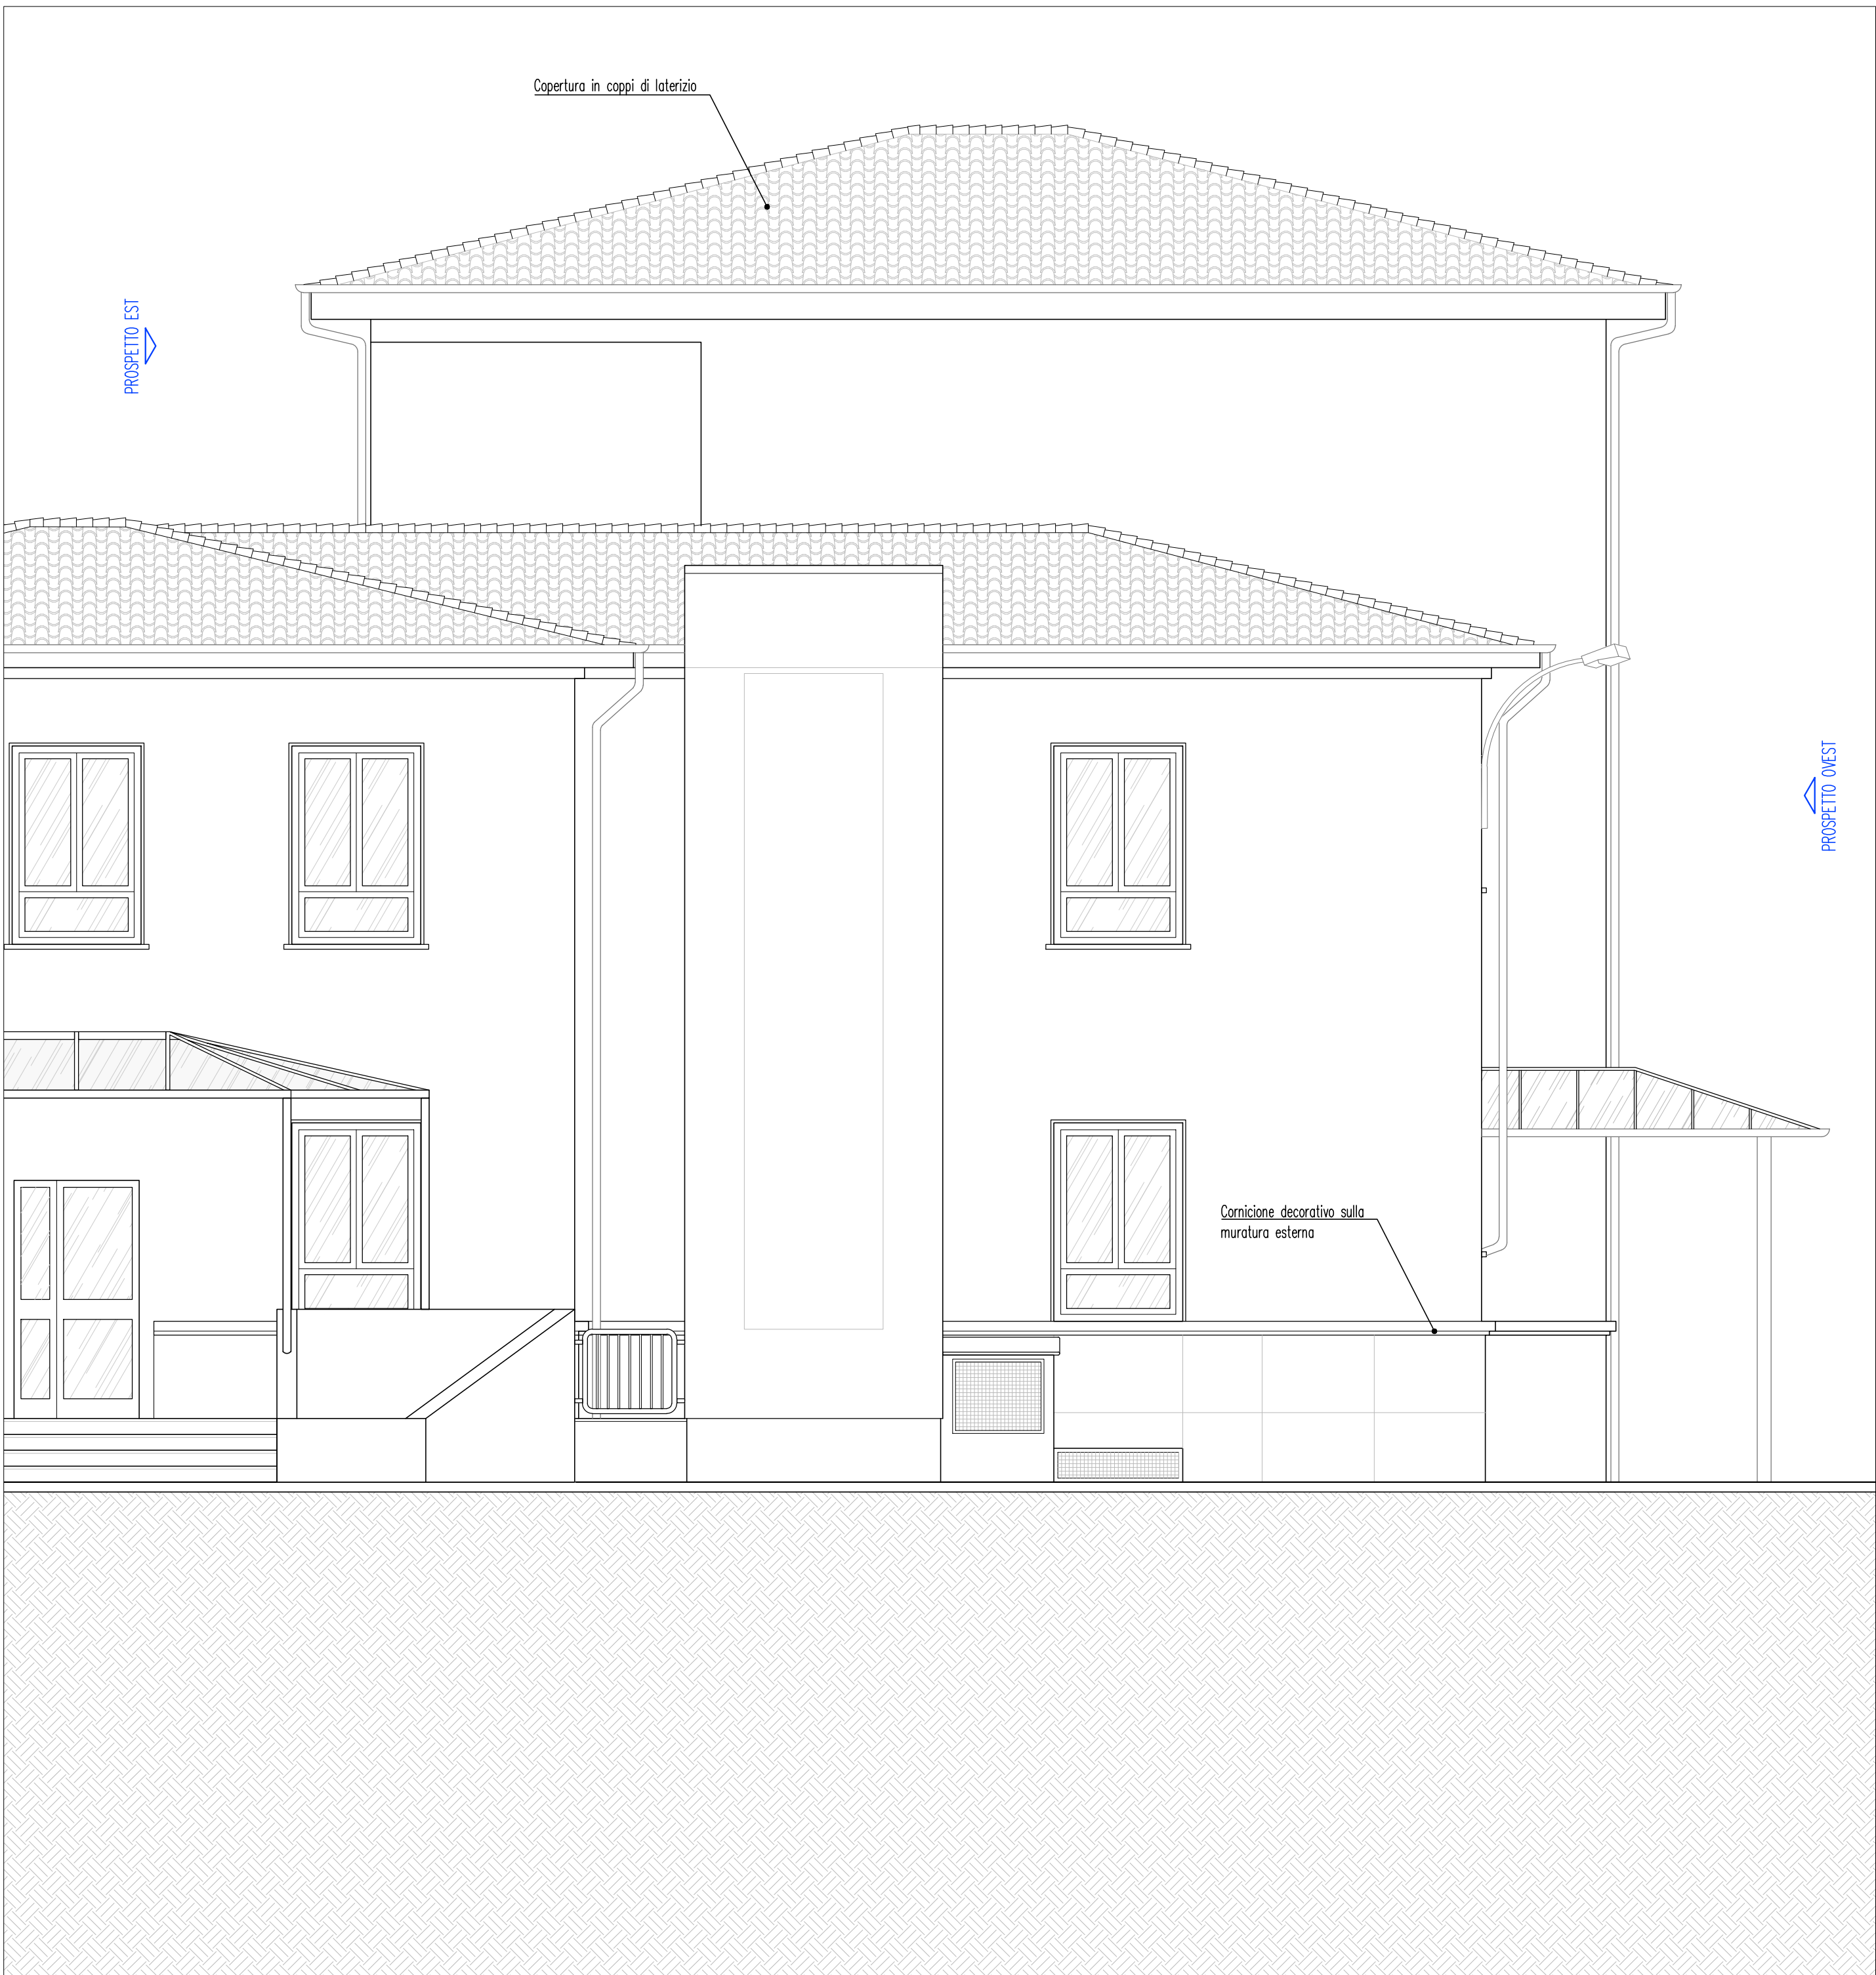 Copertura in coppi di laterizio
PROSPETTO EST
PROSPETTO OVEST
Cornicione decorativo sulla
muratura esterna